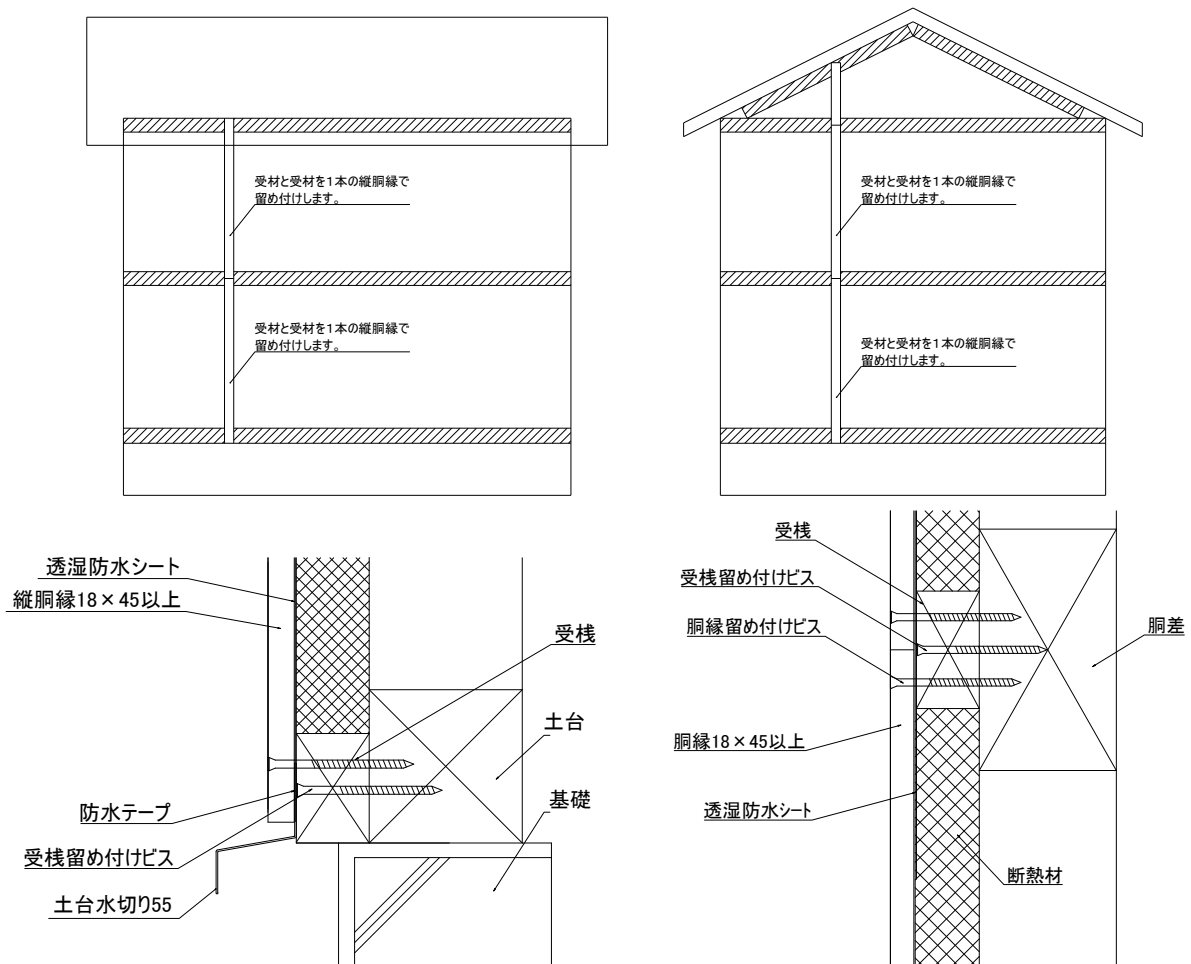 受材と受材を1本の縦胴縁で
留め付けします。
受材と受材を1本の縦胴縁で
留め付けします。
受材と受材を1本の縦胴縁で
留め付けします。
受材と受材を1本の縦胴縁で
留め付けします。
透湿防水シート
縦胴縁18×45以上
受桟
土台
基礎
防水テープ
受桟留め付けビス
土台水切り55
受桟
受桟留め付けビス
胴縁留め付けビス
胴差
胴縁18×45以上
透湿防水シート
断熱材